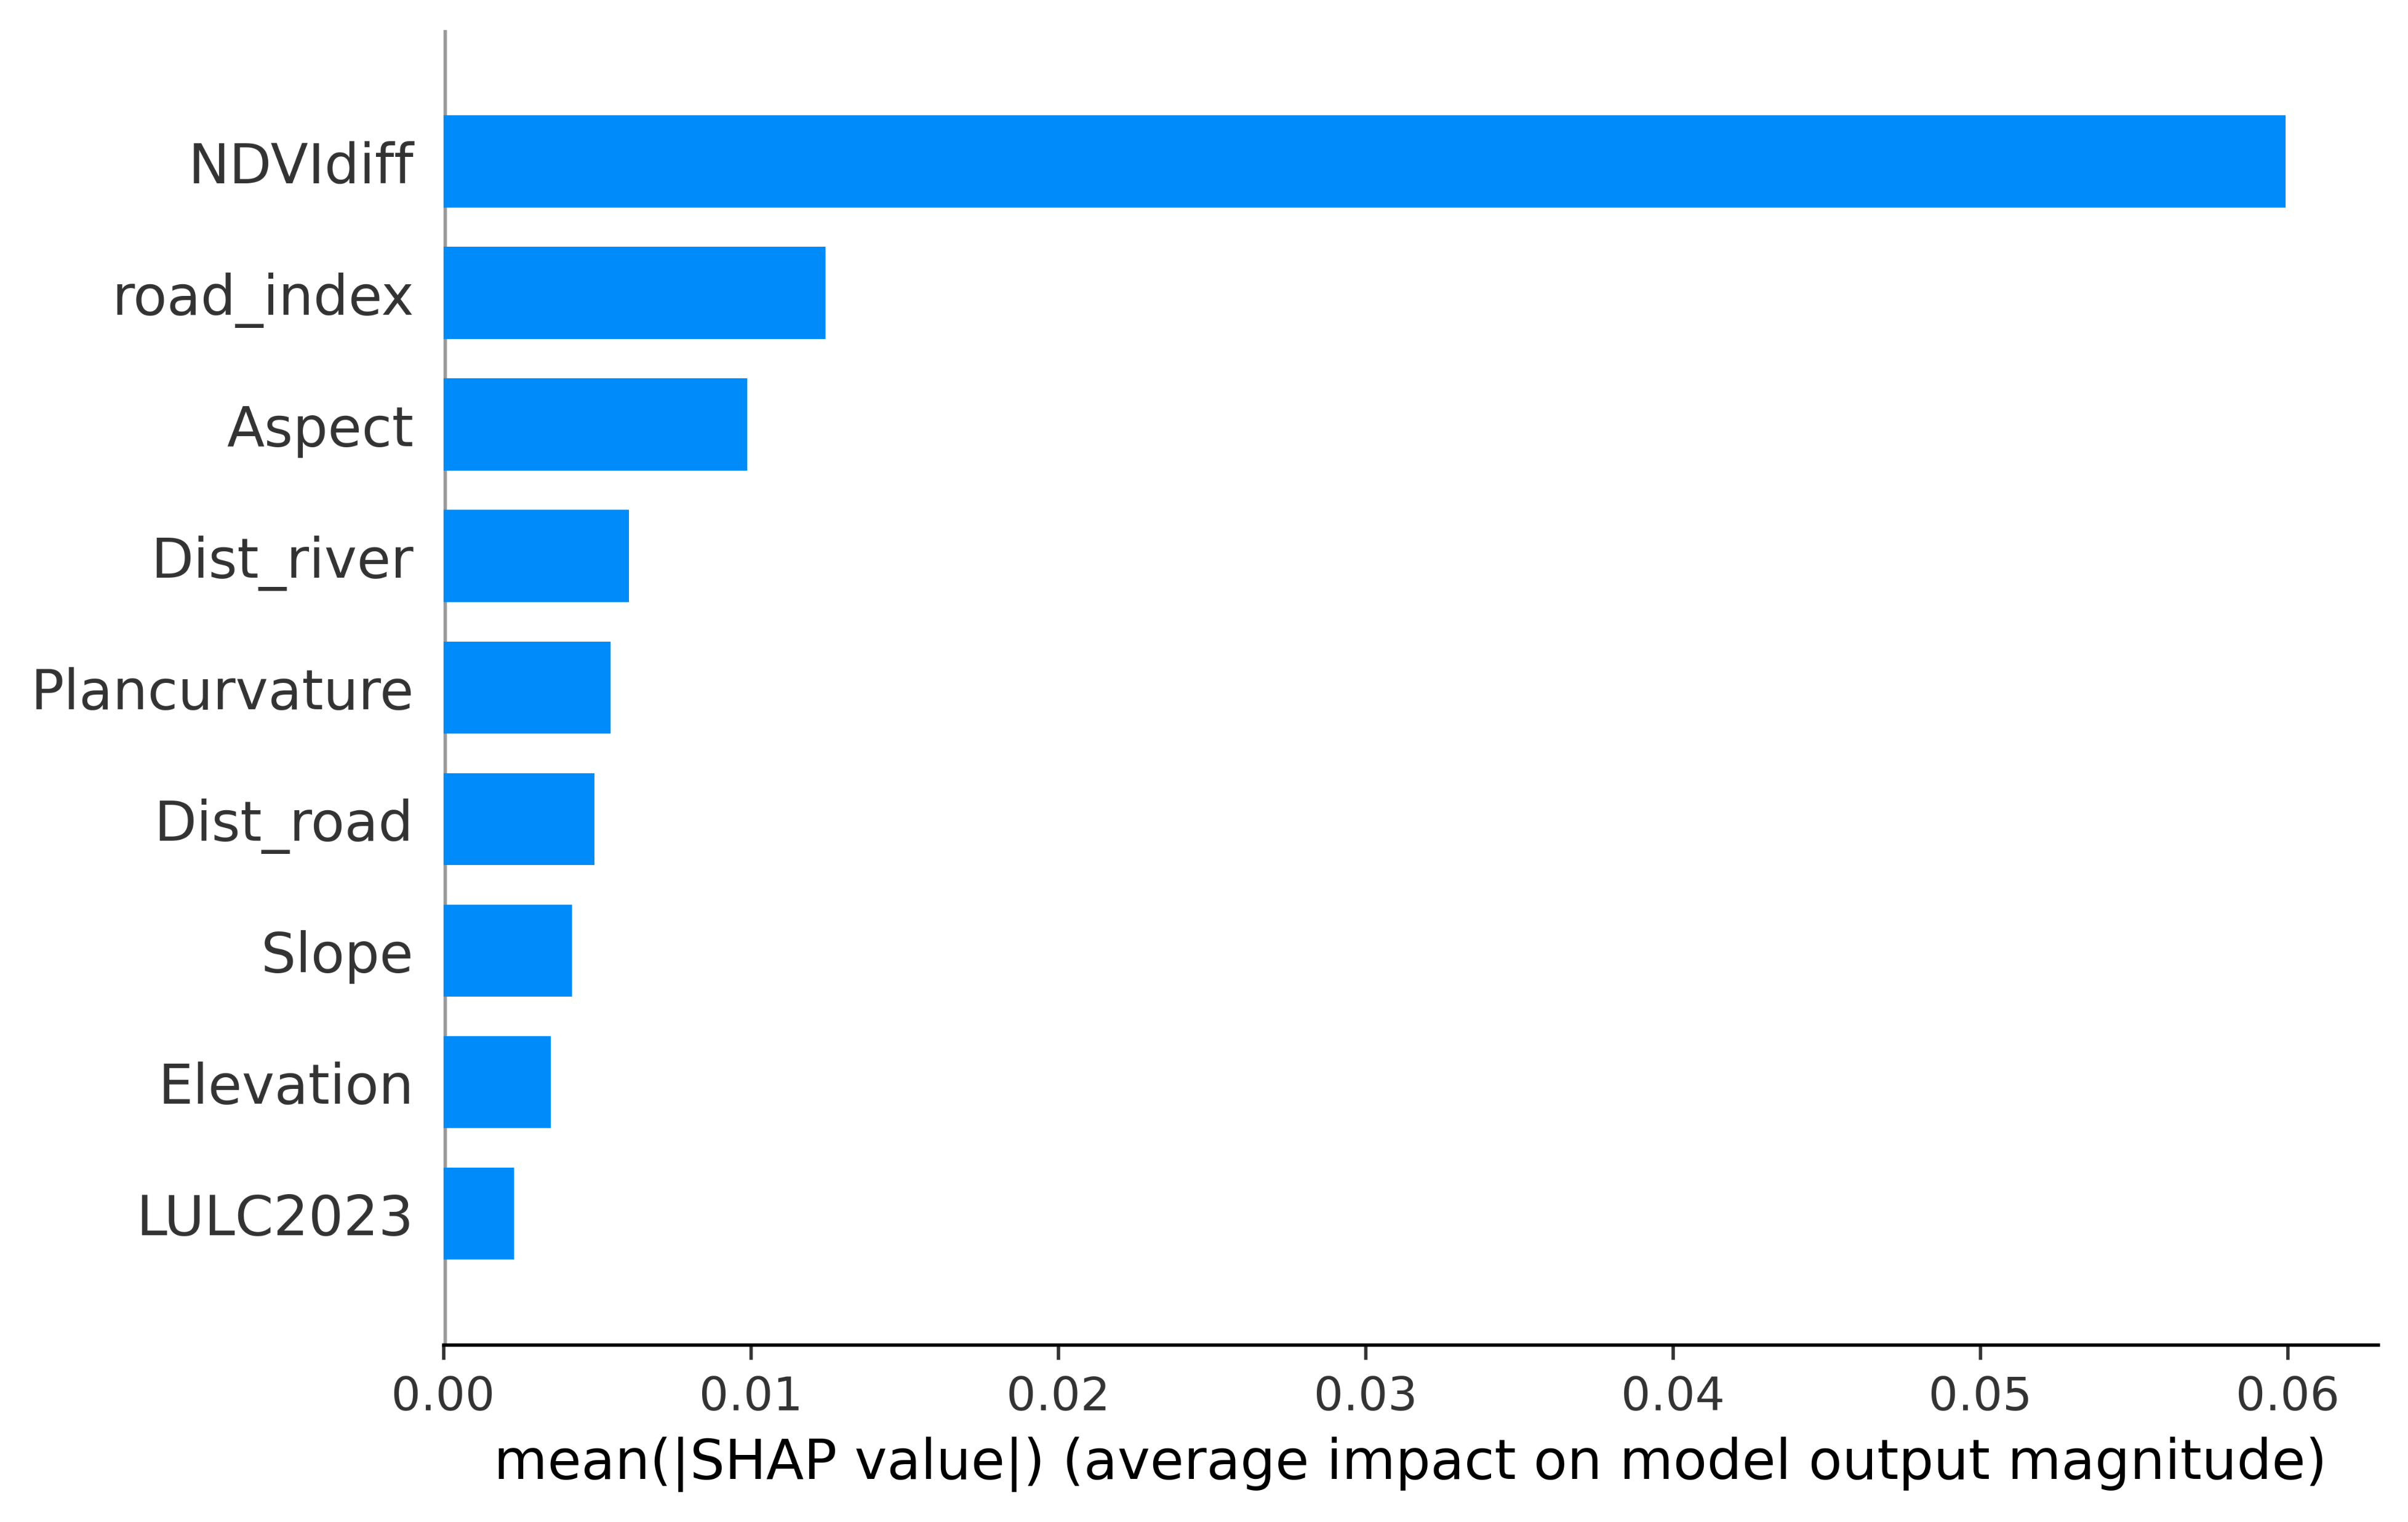 NDVIdiff
road_index
Aspect
Dist_river
Plancurvature
Dist_road
Slope
Elevation
LULC2023
0.00 0.01 0.02 0.03 0.04 0.05 0.06
mean(|SHAP value|) (average impact on model output magnitude)